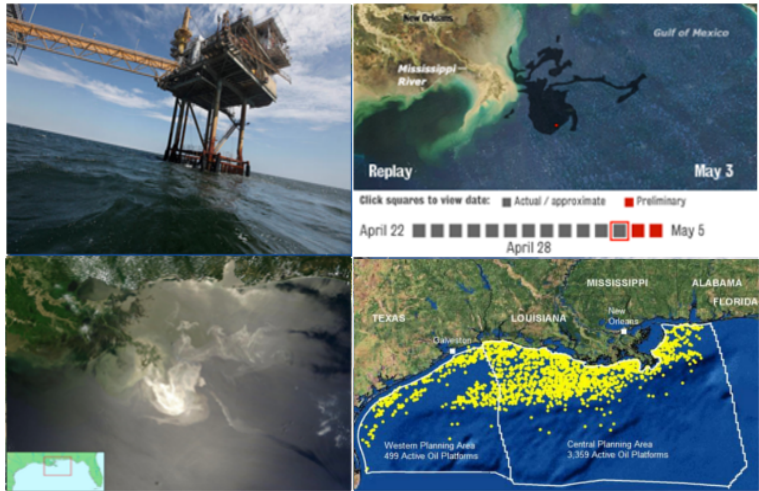 New Orleans
Gulf of Mexico
Mississippi
River
Replay
May 3
Click squares to view date:
Actual / approximate
Preliminary
April 22
May 5
April 28
MISSISSIPPI
ALABAMA
FLORIDA
TEXAS
LOUISIANA
New
Orleans
Galveston
Western Planning Area
499 Active Oil Platforms
Central Planning Area
3,359 Active Oil Platforms